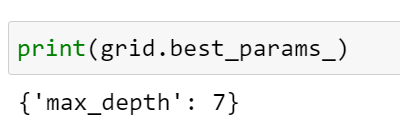 print(grid.best_params_)
{'max_depth': 7}